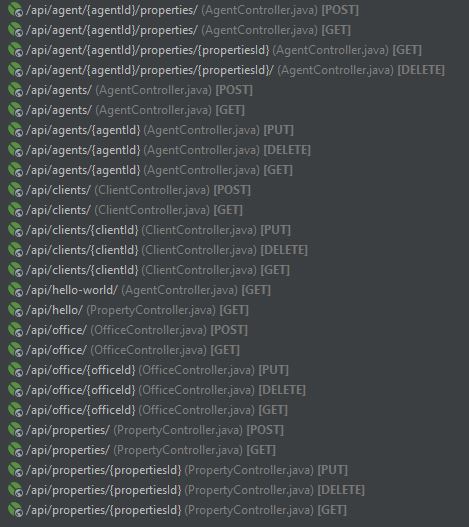 /api/agent/{agentId}/properties/ (AgentController.java) [POST]
/api/agent/{agentId}/properties/ (AgentController.java) [GET]
/api/agent/{agentId}/properties/{propertiesId} (AgentController.java) [GET]
/api/agent/{agentId}/properties/{propertiesId}/ (AgentController.java) [DELETE]
/api/agents/ (AgentController.java) [POST]
/api/agents/ (AgentController.java) [GET]
/api/agents/{agentId} (AgentController.java) [PUT]
/api/agents/{agentId} (AgentController.java) [DELETE]
/api/agents/{agentId} (AgentController.java) [GET]
/api/clients/ (ClientController.java) [POST]
/api/clients/ (ClientController.java) [GET]
/api/clients/{clientId} (ClientController.java) [PUT]
/api/clients/{clientId} (ClientController.java) [DELETE]
/api/clients/{clientId} (ClientController.java) [GET]
/api/hello-world/ (AgentController.java) [GET]
/api/hello/ (PropertyController.java) [GET]
/api/office/ (OfficeController.java) [POST]
/api/office/ (OfficeController.java) [GET]
/api/office/{officeId} (OfficeController.java) [PUT]
/api/office/{officeId} (OfficeController.java) [DELETE]
/api/office/{officeId} (OfficeController.java) [GET]
/api/properties/ (PropertyController.java) [POST]
/api/properties/ (PropertyController.java) [GET]
/api/properties/{propertiesId} (PropertyController.java) [PUT]
/api/properties/{propertiesId} (PropertyController.java) [DELETE]
/api/properties/{propertiesId} (PropertyController.java) [GET]